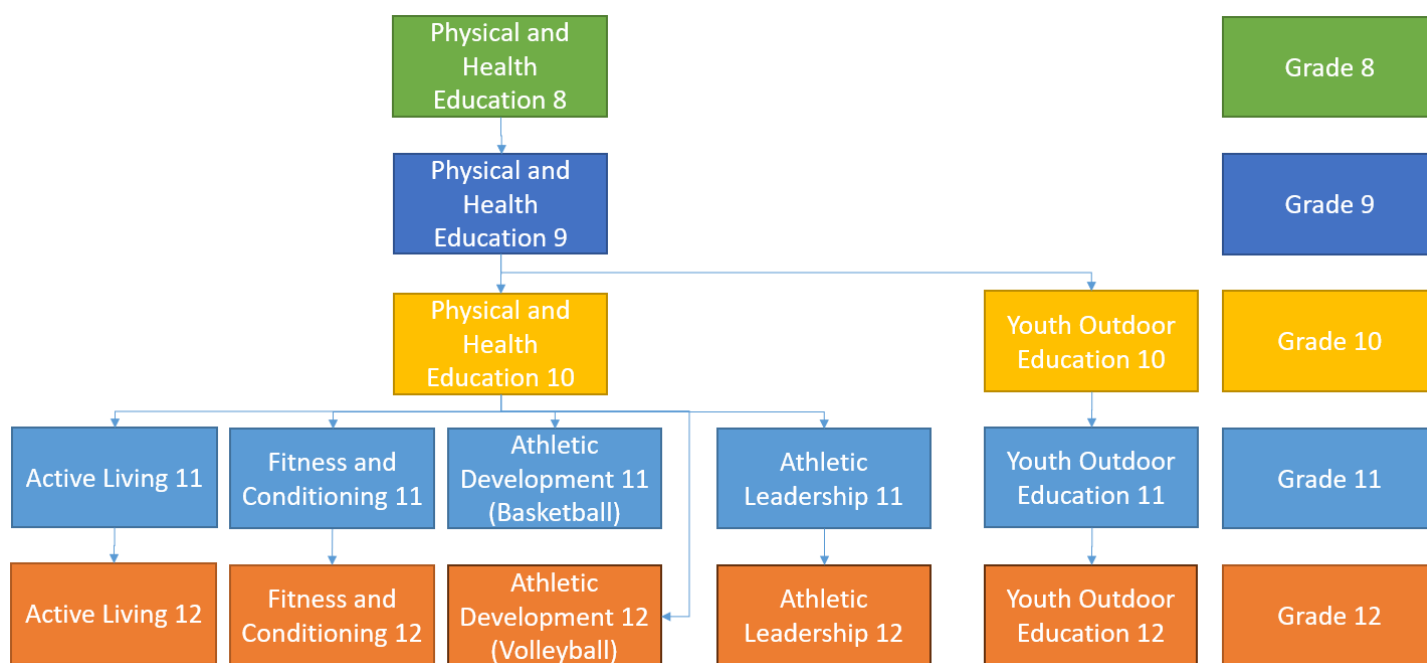 Physical and
Health
Education 8
Grade 8
Physical and
Health
Education 9
Grade 9
Physical and
Health
Education 10
Youth Outdoor
Education 10
Grade 10
Active Living 11
Fitness and
Conditioning 11
Athletic
Development 11
(Basketball)
Athletic
Leadership 11
Youth Outdoor
Education 11
Grade 11
Active Living 12
Fitness and
Conditioning 12
Athletic
Development 12
(Volleyball)
Athletic
Leadership 12
Youth Outdoor
Education 12
Grade 12